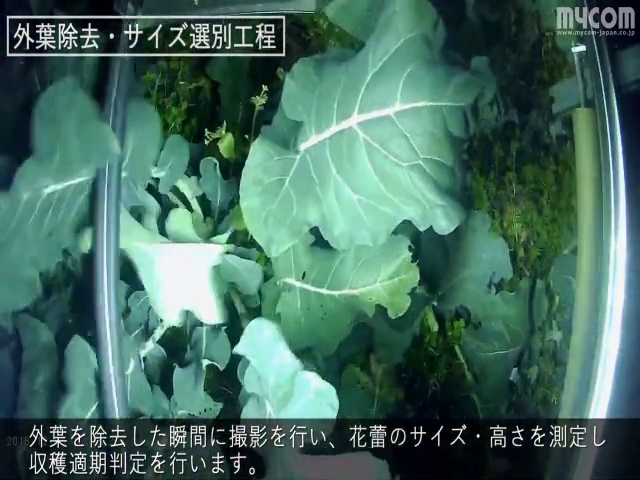 外葉除去・サイズ選別工程
mycom
www.mycom-japan.co.jp
外葉を除去した瞬間に撮影を行い、花蕾のサイズ・高さを測定し
収穫適期判定を行います。